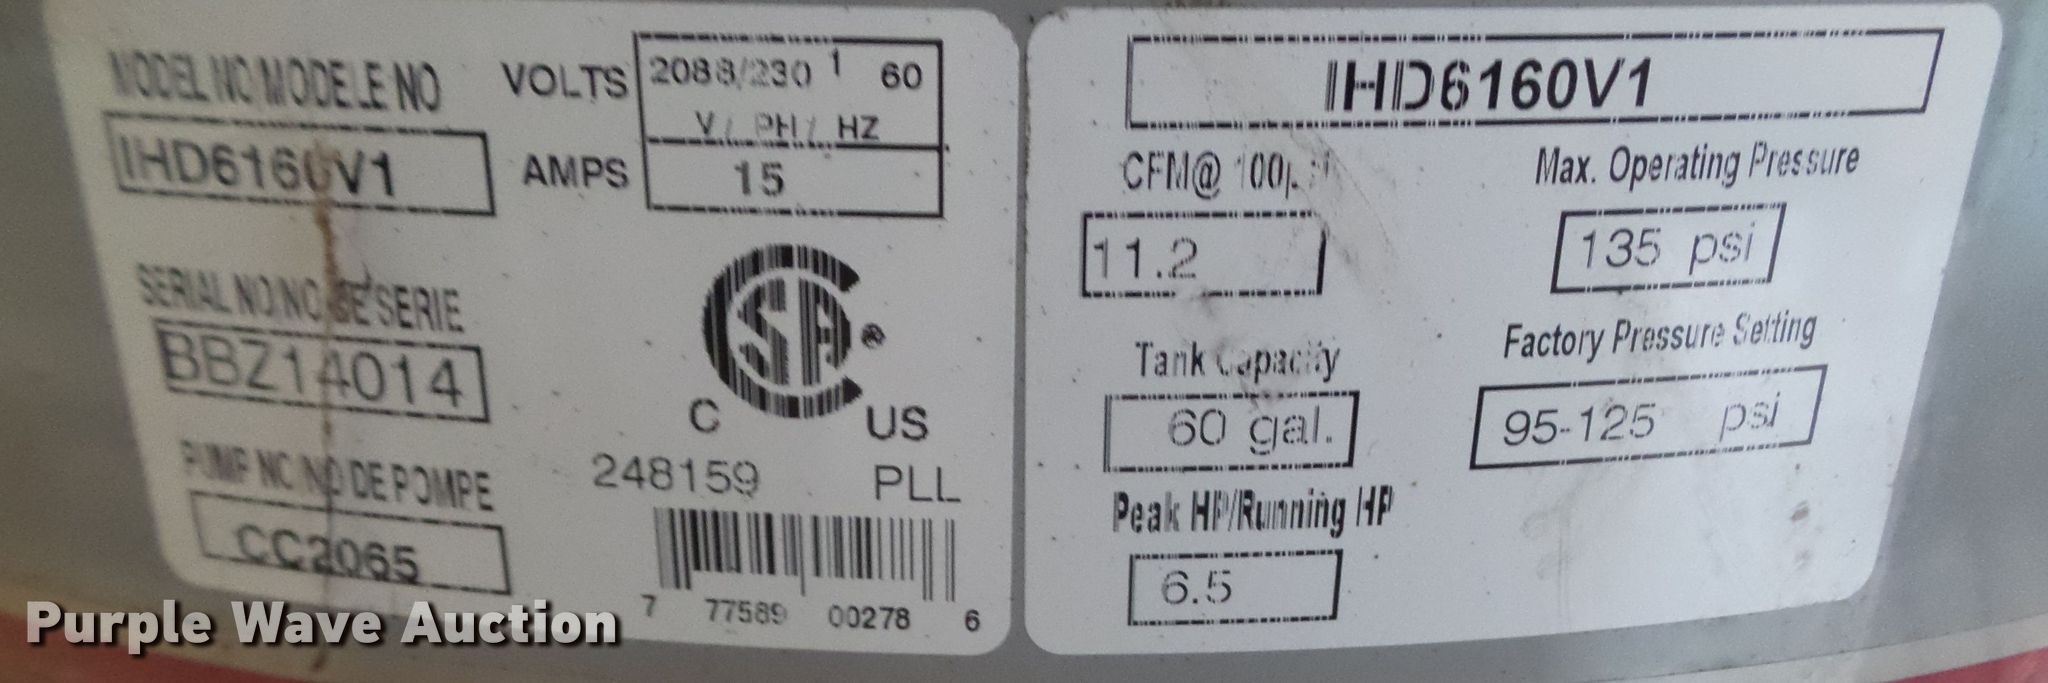 MODEL NO/MODELE NO
IHD6160V1
VOLTS
2088/230 1 60
V/ PH/ HZ
AMPS
15
SERIAL NO/NO DE SERIE
BBZ14014
PUMP NO/NO DE POMPE
CC2065
CSA®
C US
248159 PLL
7 77589 00278 6
IHD6160V1
CFM@ 100psi
11.2
Max. Operating Pressure
135 psi
Tank Capacity
60 gal.
Factory Pressure Setting
95-125 psi
Peak HP/Running HP
6.5
Purple Wave Auction